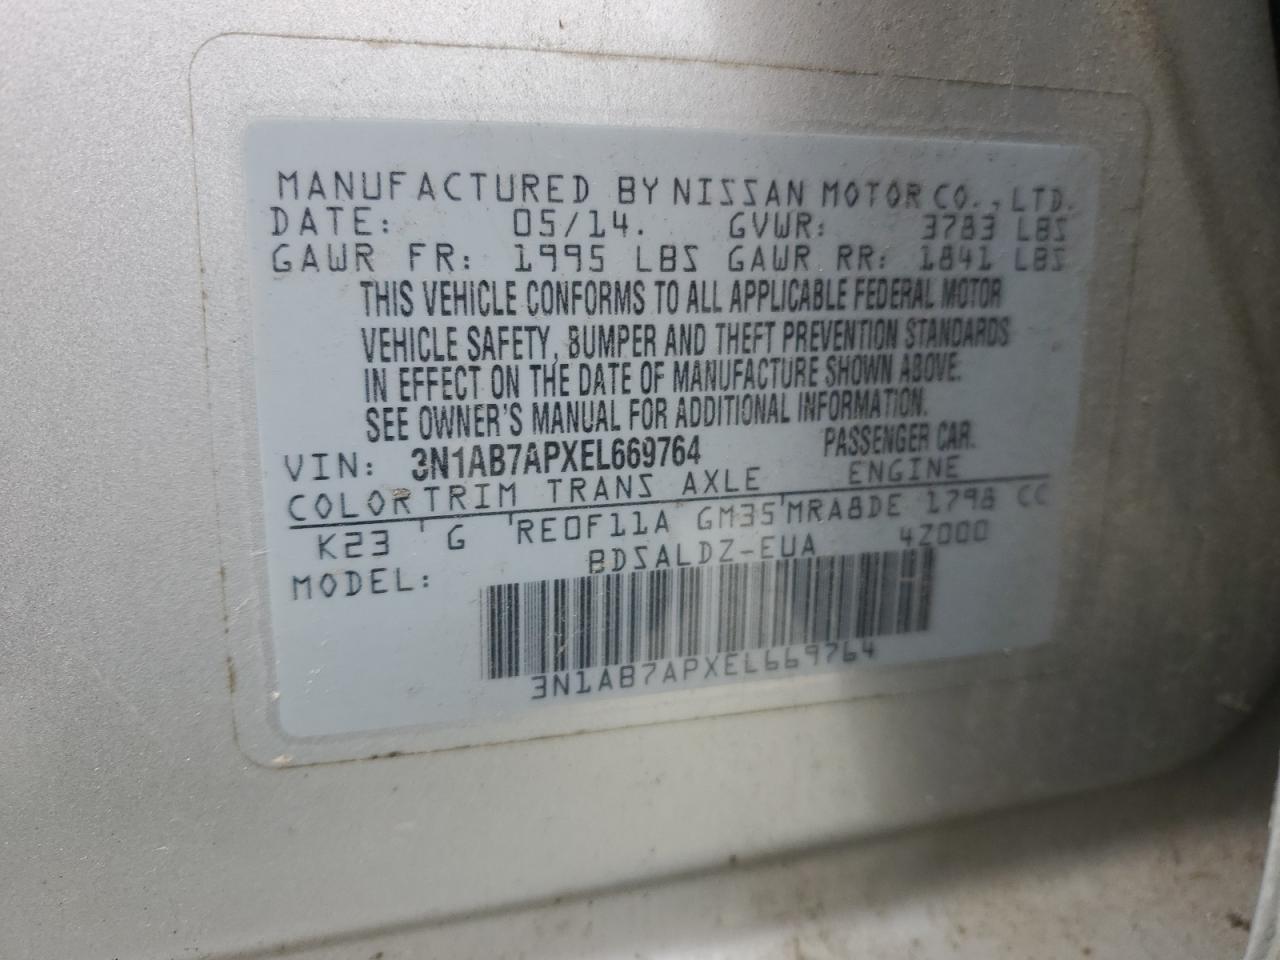 MANUFACTURED BY NISSAN MOTOR CO., LTD.
DATE: 05/14. GVWR: 3783 LBS
GAWR FR: 1995 LBS GAWR RR: 1841 LBS
THIS VEHICLE CONFORMS TO ALL APPLICABLE FEDERAL MOTOR
VEHICLE SAFETY, BUMPER AND THEFT PREVENTION STANDARDS
IN EFFECT ON THE DATE OF MANUFACTURE SHOWN ABOVE.
SEE OWNER'S MANUAL FOR ADDITIONAL INFORMATION.
VIN: 3N1AB7APXEL669764 PASSENGER CAR.
COLOR TRIM TRANS AXLE ENGINE
K23 G RE0F11A GM35 MRA8DE 1798 CC
MODEL: BDSALDZ-EUA 4Z000
3N1AB7APXEL669764